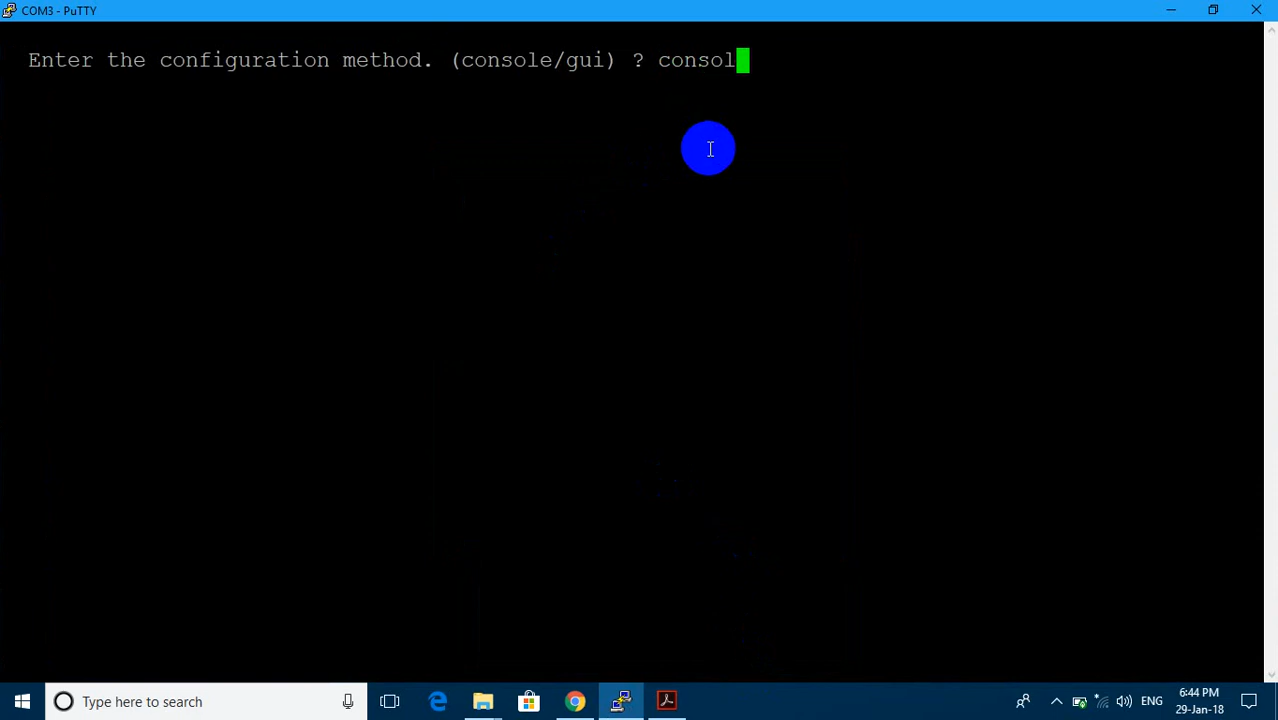 COM3 - PuTTY
Enter the configuration method. (console/gui) ? consol
Type here to search
ENG
6:44 PM
29-Jan-18